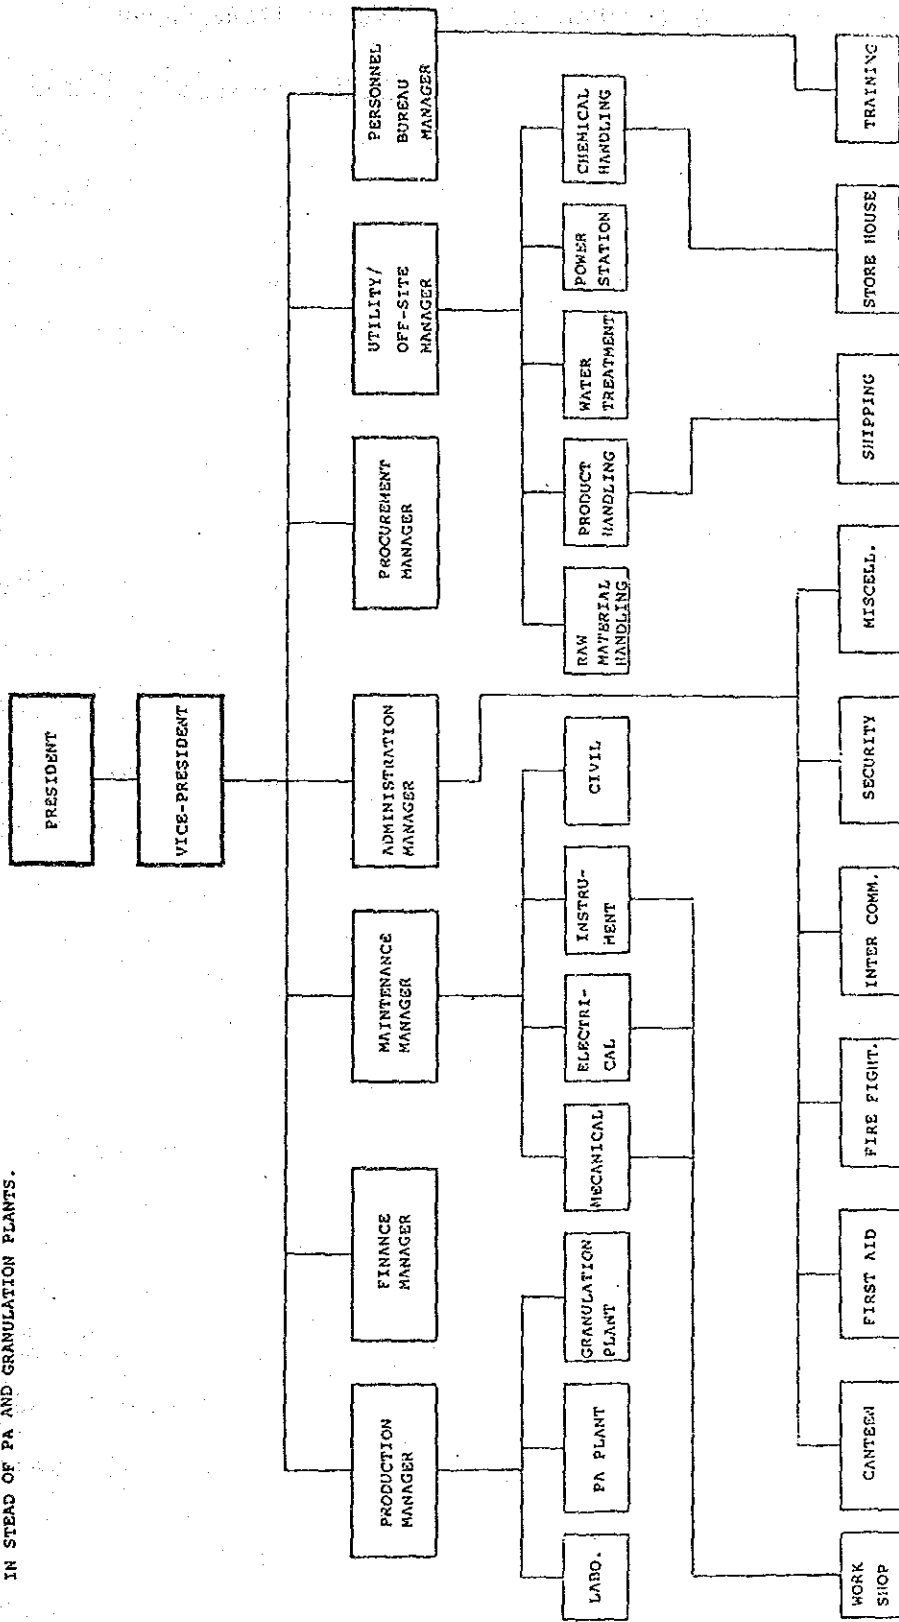 IN STEAD OF PA AND GRANULATION PLANTS.
PRESIDENT
VICE-PRESIDENT
PRODUCTION
MANAGER
FINANCE
MANAGER
MAINTENANCE
MANAGER
ADMINISTRATION
MANAGER
PROCUREMENT
MANAGER
UTILITY/
OFF-SITE
MANAGER
PERSONNEL
BUREAU
MANAGER
LABO.
PA PLANT
GRANULATION
PLANT
MECANICAL
ELECTRI-
CAL
INSTRU-
MENT
CIVIL
RAW
MATERIAL
HANDLING
PRODUCT
HANDLING
WATER
TREATMENT
POWER
STATION
CHEMICAL
HANDLING
WORK
SHOP
CANTEEN
FIRST AID
FIRE FIGHT.
INTER COMM.
SECURITY
MISCELL.
SHIPPING
STORE HOUSE
TRAINING